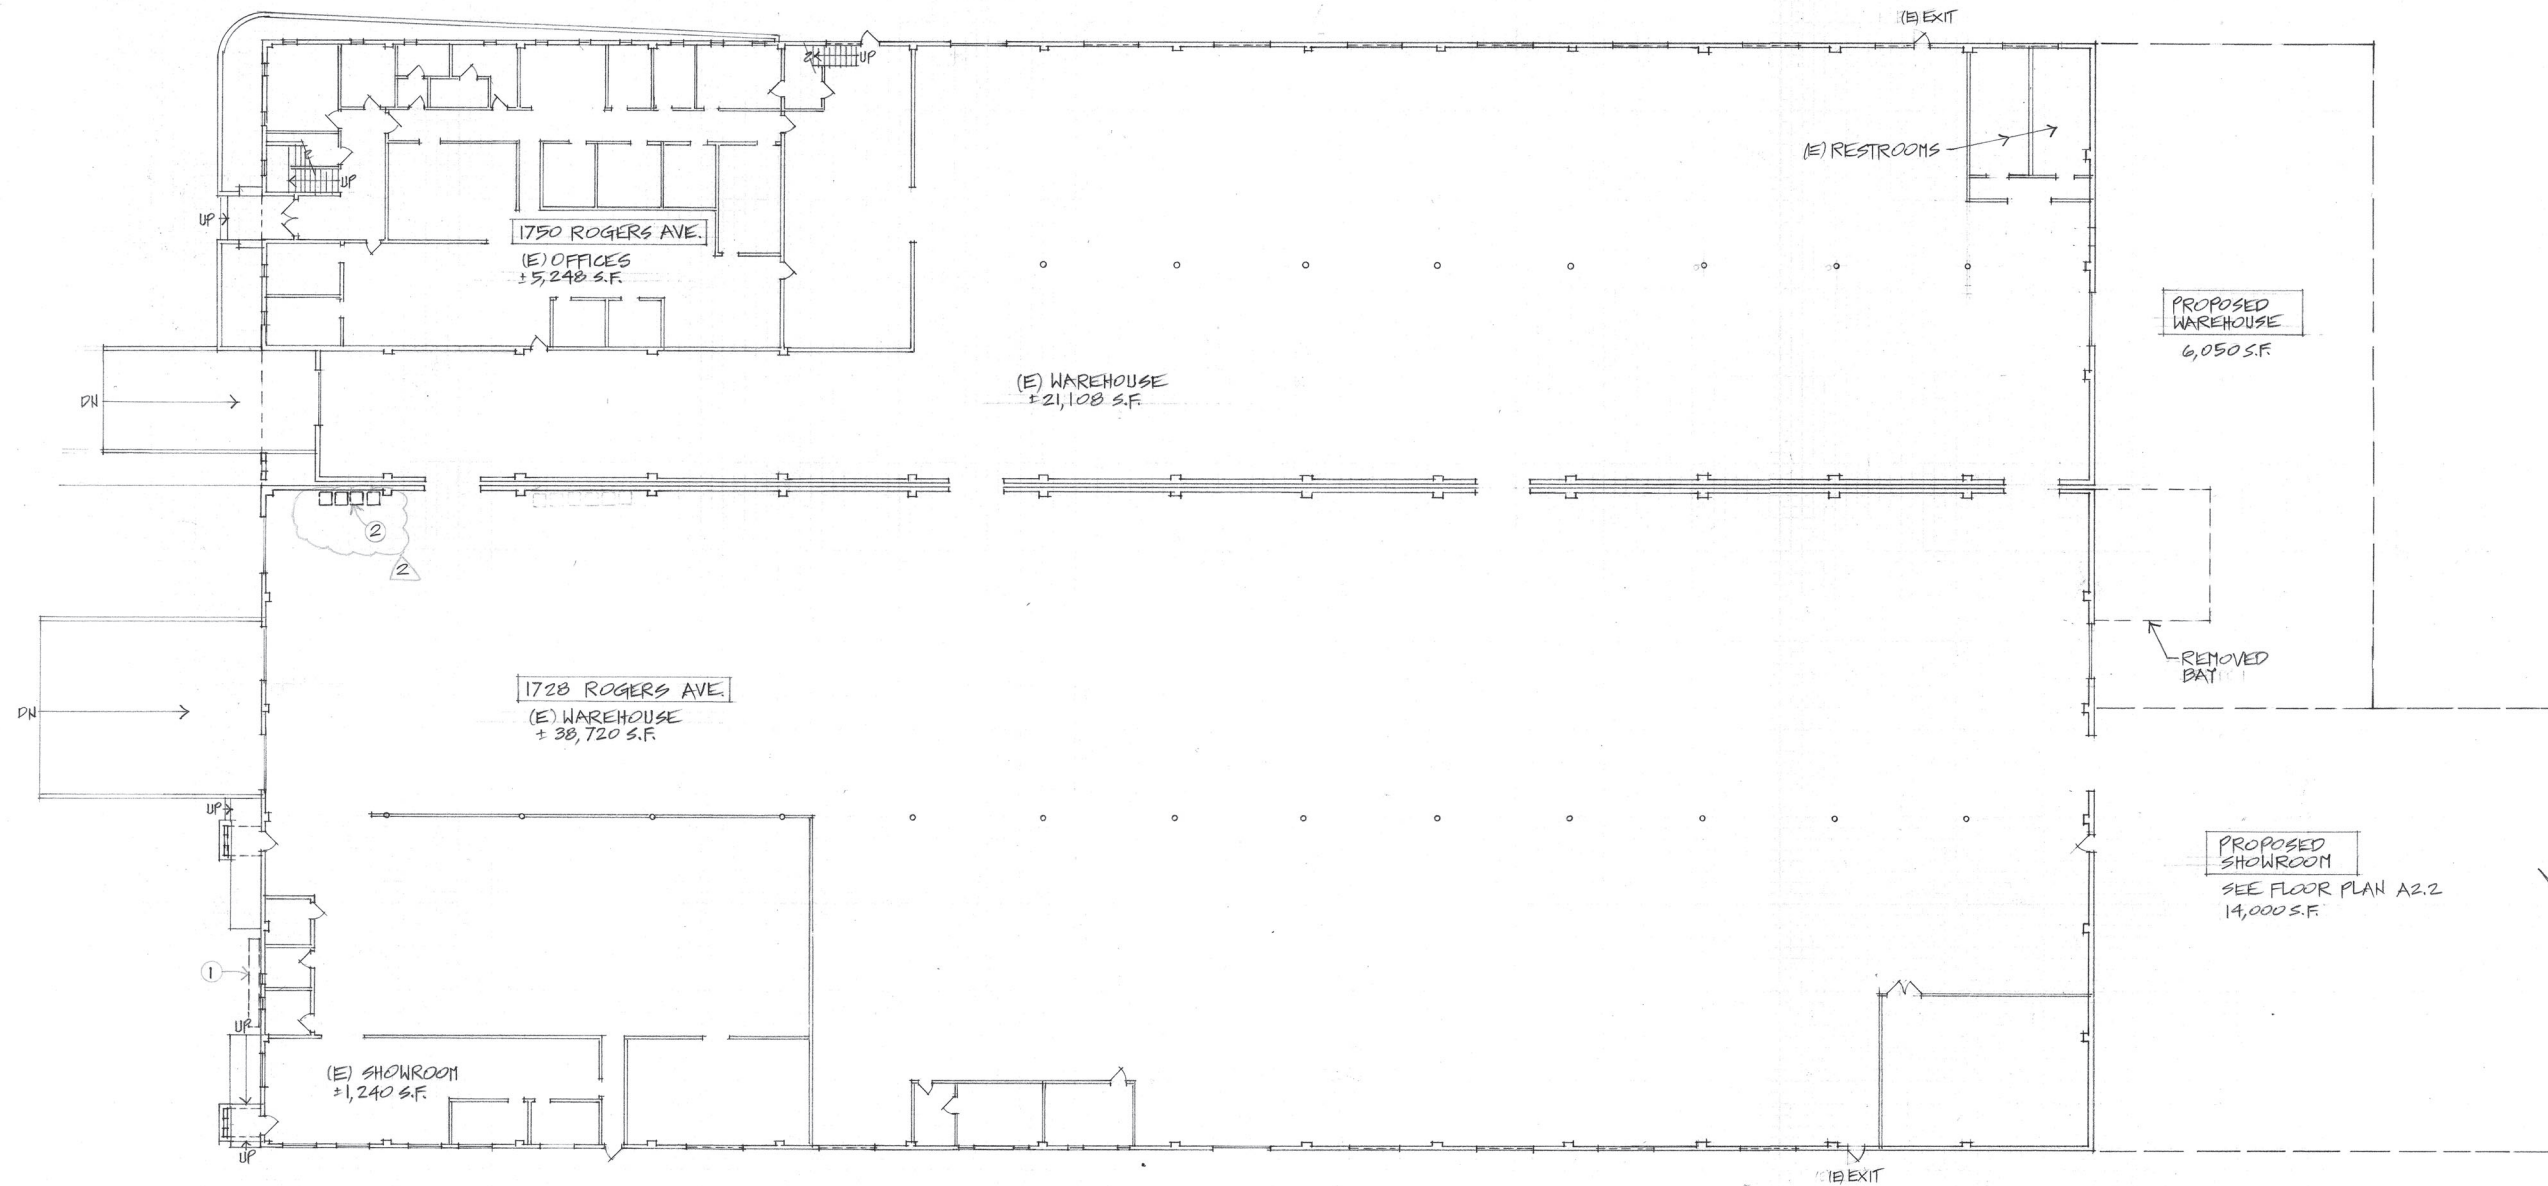 (E) EXIT
UP
(E) RESTROOMS
UP
UP
1750 ROGERS AVE.
(E) OFFICES
±5,248 S.F.
PROPOSED
WAREHOUSE
6,050 S.F.
(E) WAREHOUSE
±21,108 S.F.
DN
2
2
REMOVED
BAY
1728 ROGERS AVE.
(E) WAREHOUSE
± 38,720 S.F.
DN
UP
PROPOSED
SHOWROOM
SEE FLOOR PLAN A2.2
14,000 S.F.
1
UP
(E) SHOWROOM
±1,240 S.F.
UP
(E) EXIT